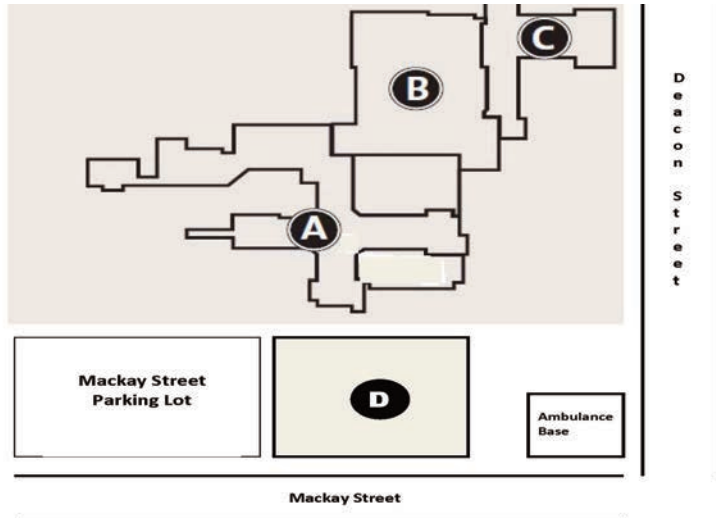 C
B
Deacon Street
A
Mackay Street
Parking Lot
D
Ambulance
Base
Mackay Street